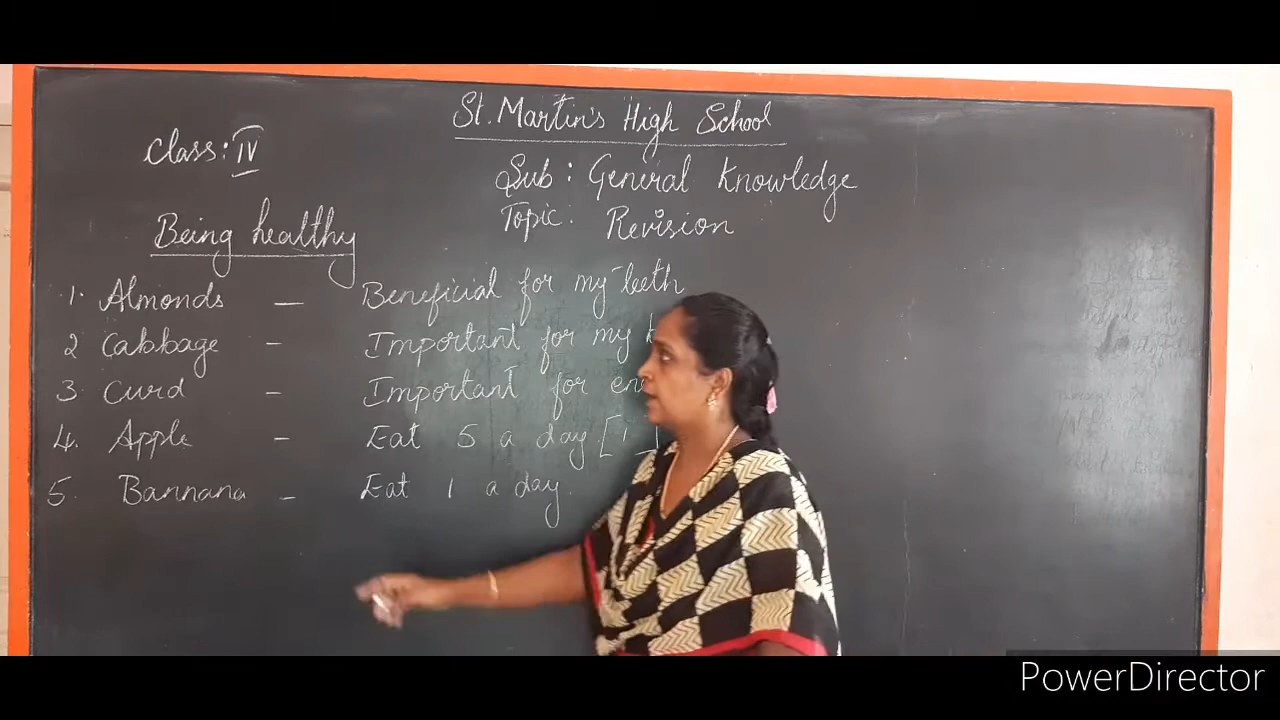 St. Martin's High School
Class: IV
Sub: General Knowledge
Topic: Revision
Being healthy
1. Almonds — Beneficial for my teeth
2 Cabbage - Important for my
3. Curd - Important for
4. Apple - Eat 5 a day [
5. Bannana - Eat 1 a day.
PowerDirector